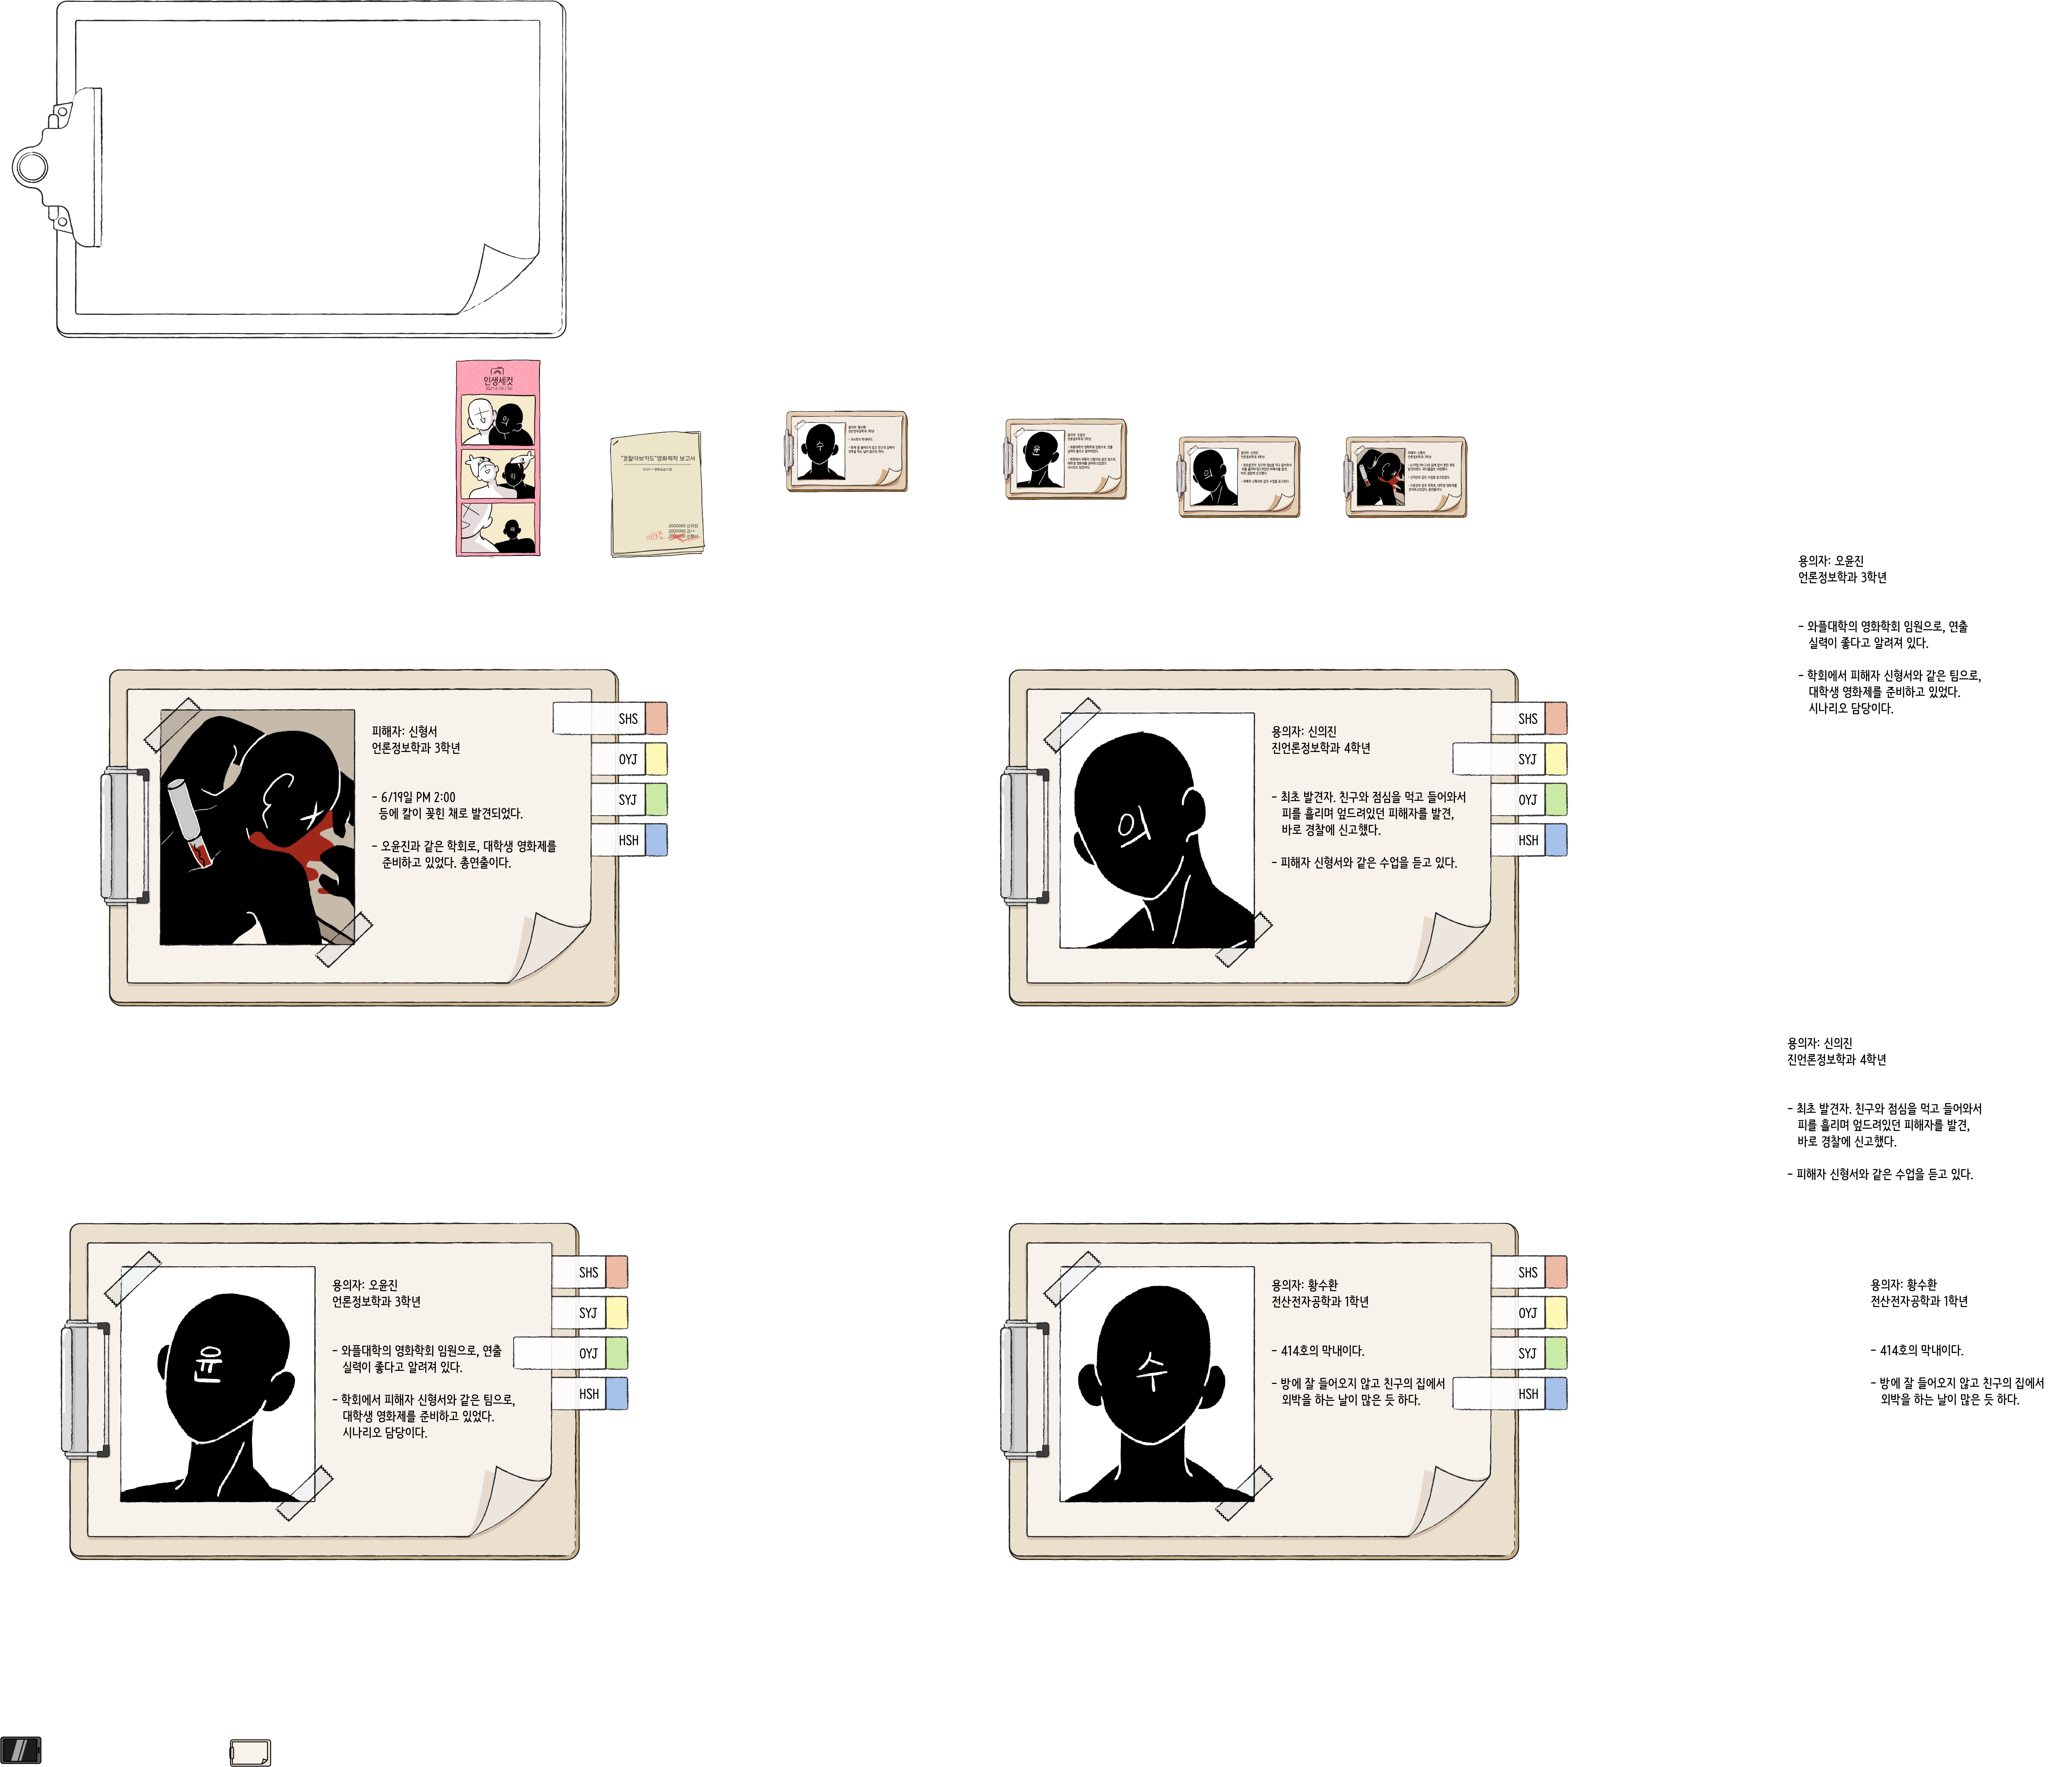 인생네컷
"경찰아보카도"영화제작 보고서
수
윤
의
용의자: 오윤진
언론정보학과 3학년
- 와플대학의 영화학회 임원으로, 연출
실력이 좋다고 알려져 있다.
- 학회에서 피해자 신형서와 같은 팀으로,
대학생 영화제를 준비하고 있었다.
시나리오 담당이다.
피해자: 신형서
언론정보학과 3학년
- 6/19일 PM 2:00
등에 칼이 꽂힌 채로 발견되었다.
- 오윤진과 같은 학회로, 대학생 영화제를
준비하고 있었다. 총연출이다.
SHS
OYJ
SYJ
HSH
의
용의자: 신의진
진언론정보학과 4학년
- 최초 발견자. 친구와 점심을 먹고 들어와서
피를 흘리며 엎드려있던 피해자를 발견,
바로 경찰에 신고했다.
- 피해자 신형서와 같은 수업을 듣고 있다.
SHS
SYJ
OYJ
HSH
용의자: 신의진
진언론정보학과 4학년
- 최초 발견자. 친구와 점심을 먹고 들어와서
피를 흘리며 엎드려있던 피해자를 발견,
바로 경찰에 신고했다.
- 피해자 신형서와 같은 수업을 듣고 있다.
윤
용의자: 오윤진
언론정보학과 3학년
- 와플대학의 영화학회 임원으로, 연출
실력이 좋다고 알려져 있다.
- 학회에서 피해자 신형서와 같은 팀으로,
대학생 영화제를 준비하고 있었다.
시나리오 담당이다.
SHS
SYJ
OYJ
HSH
수
용의자: 황수환
전산전자공학과 1학년
- 414호의 막내이다.
- 방에 잘 들어오지 않고 친구의 집에서
외박을 하는 날이 많은 듯 하다.
SHS
OYJ
SYJ
HSH
용의자: 황수환
전산전자공학과 1학년
- 414호의 막내이다.
- 방에 잘 들어오지 않고 친구의 집에서
외박을 하는 날이 많은 듯 하다.